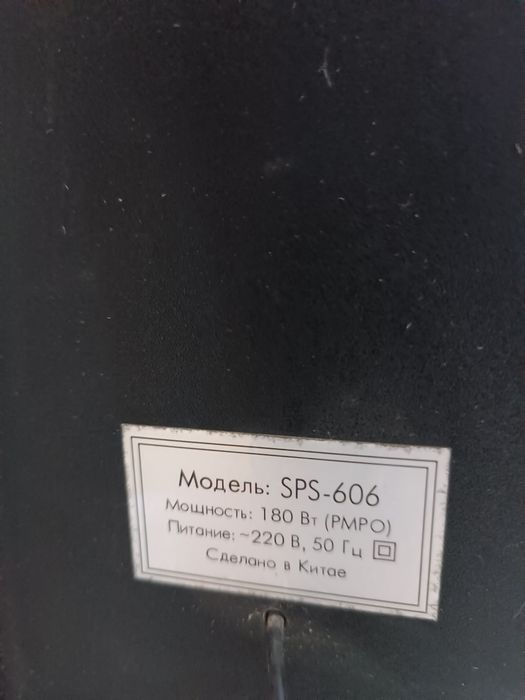 Модель: SPS-606
Мощность: 180 Вт (PMPO)
Питание: ~220 В, 50 Гц
Сделано в Китае